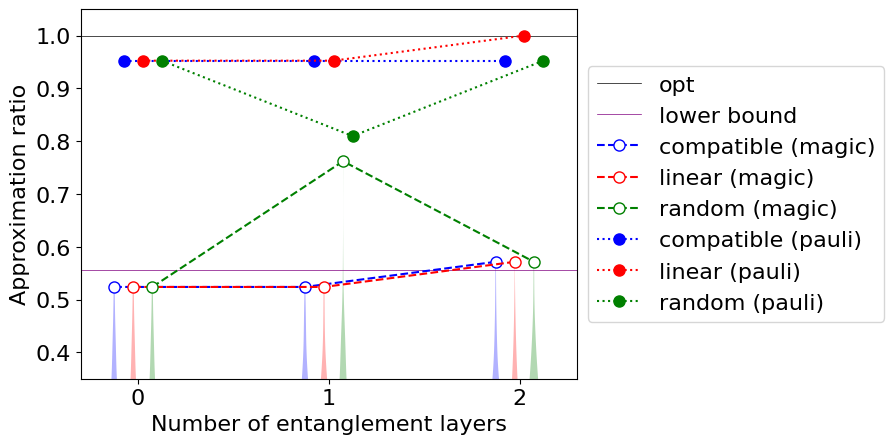 1.0
0.9
0.8
0.7
0.6
0.5
0.4
Approximation ratio
0 1 2
Number of entanglement layers
opt
lower bound
compatible (magic)
linear (magic)
random (magic)
compatible (pauli)
linear (pauli)
random (pauli)